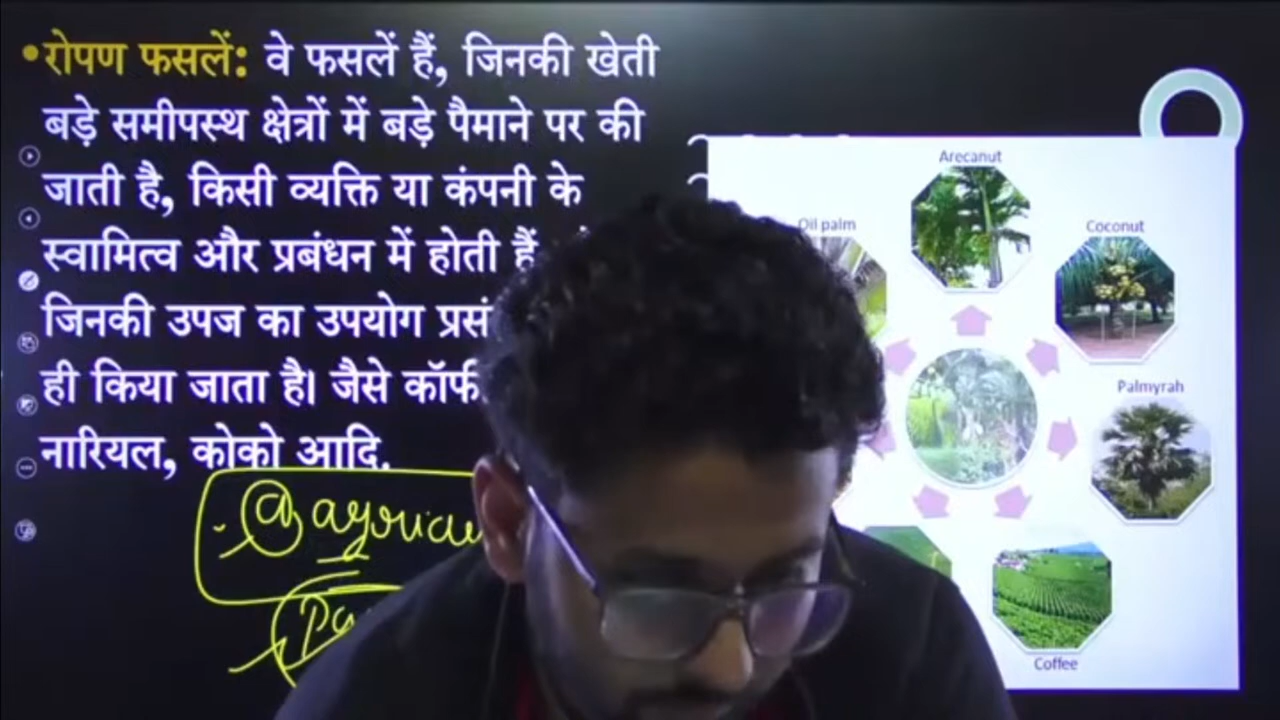 •रोपण फसलें: वे फसलें हैं, जिनकी खेती
बड़े समीपस्थ क्षेत्रों में बड़े पैमाने पर की
जाती है, किसी व्यक्ति या कंपनी के
स्वामित्व और प्रबंधन में होती हैं
जिनकी उपज का उपयोग
ही किया जाता है। जैसे
नारियल, कोको आदि.
Arecanut
Oil palm
Coconut
Palmyrah
Coffee